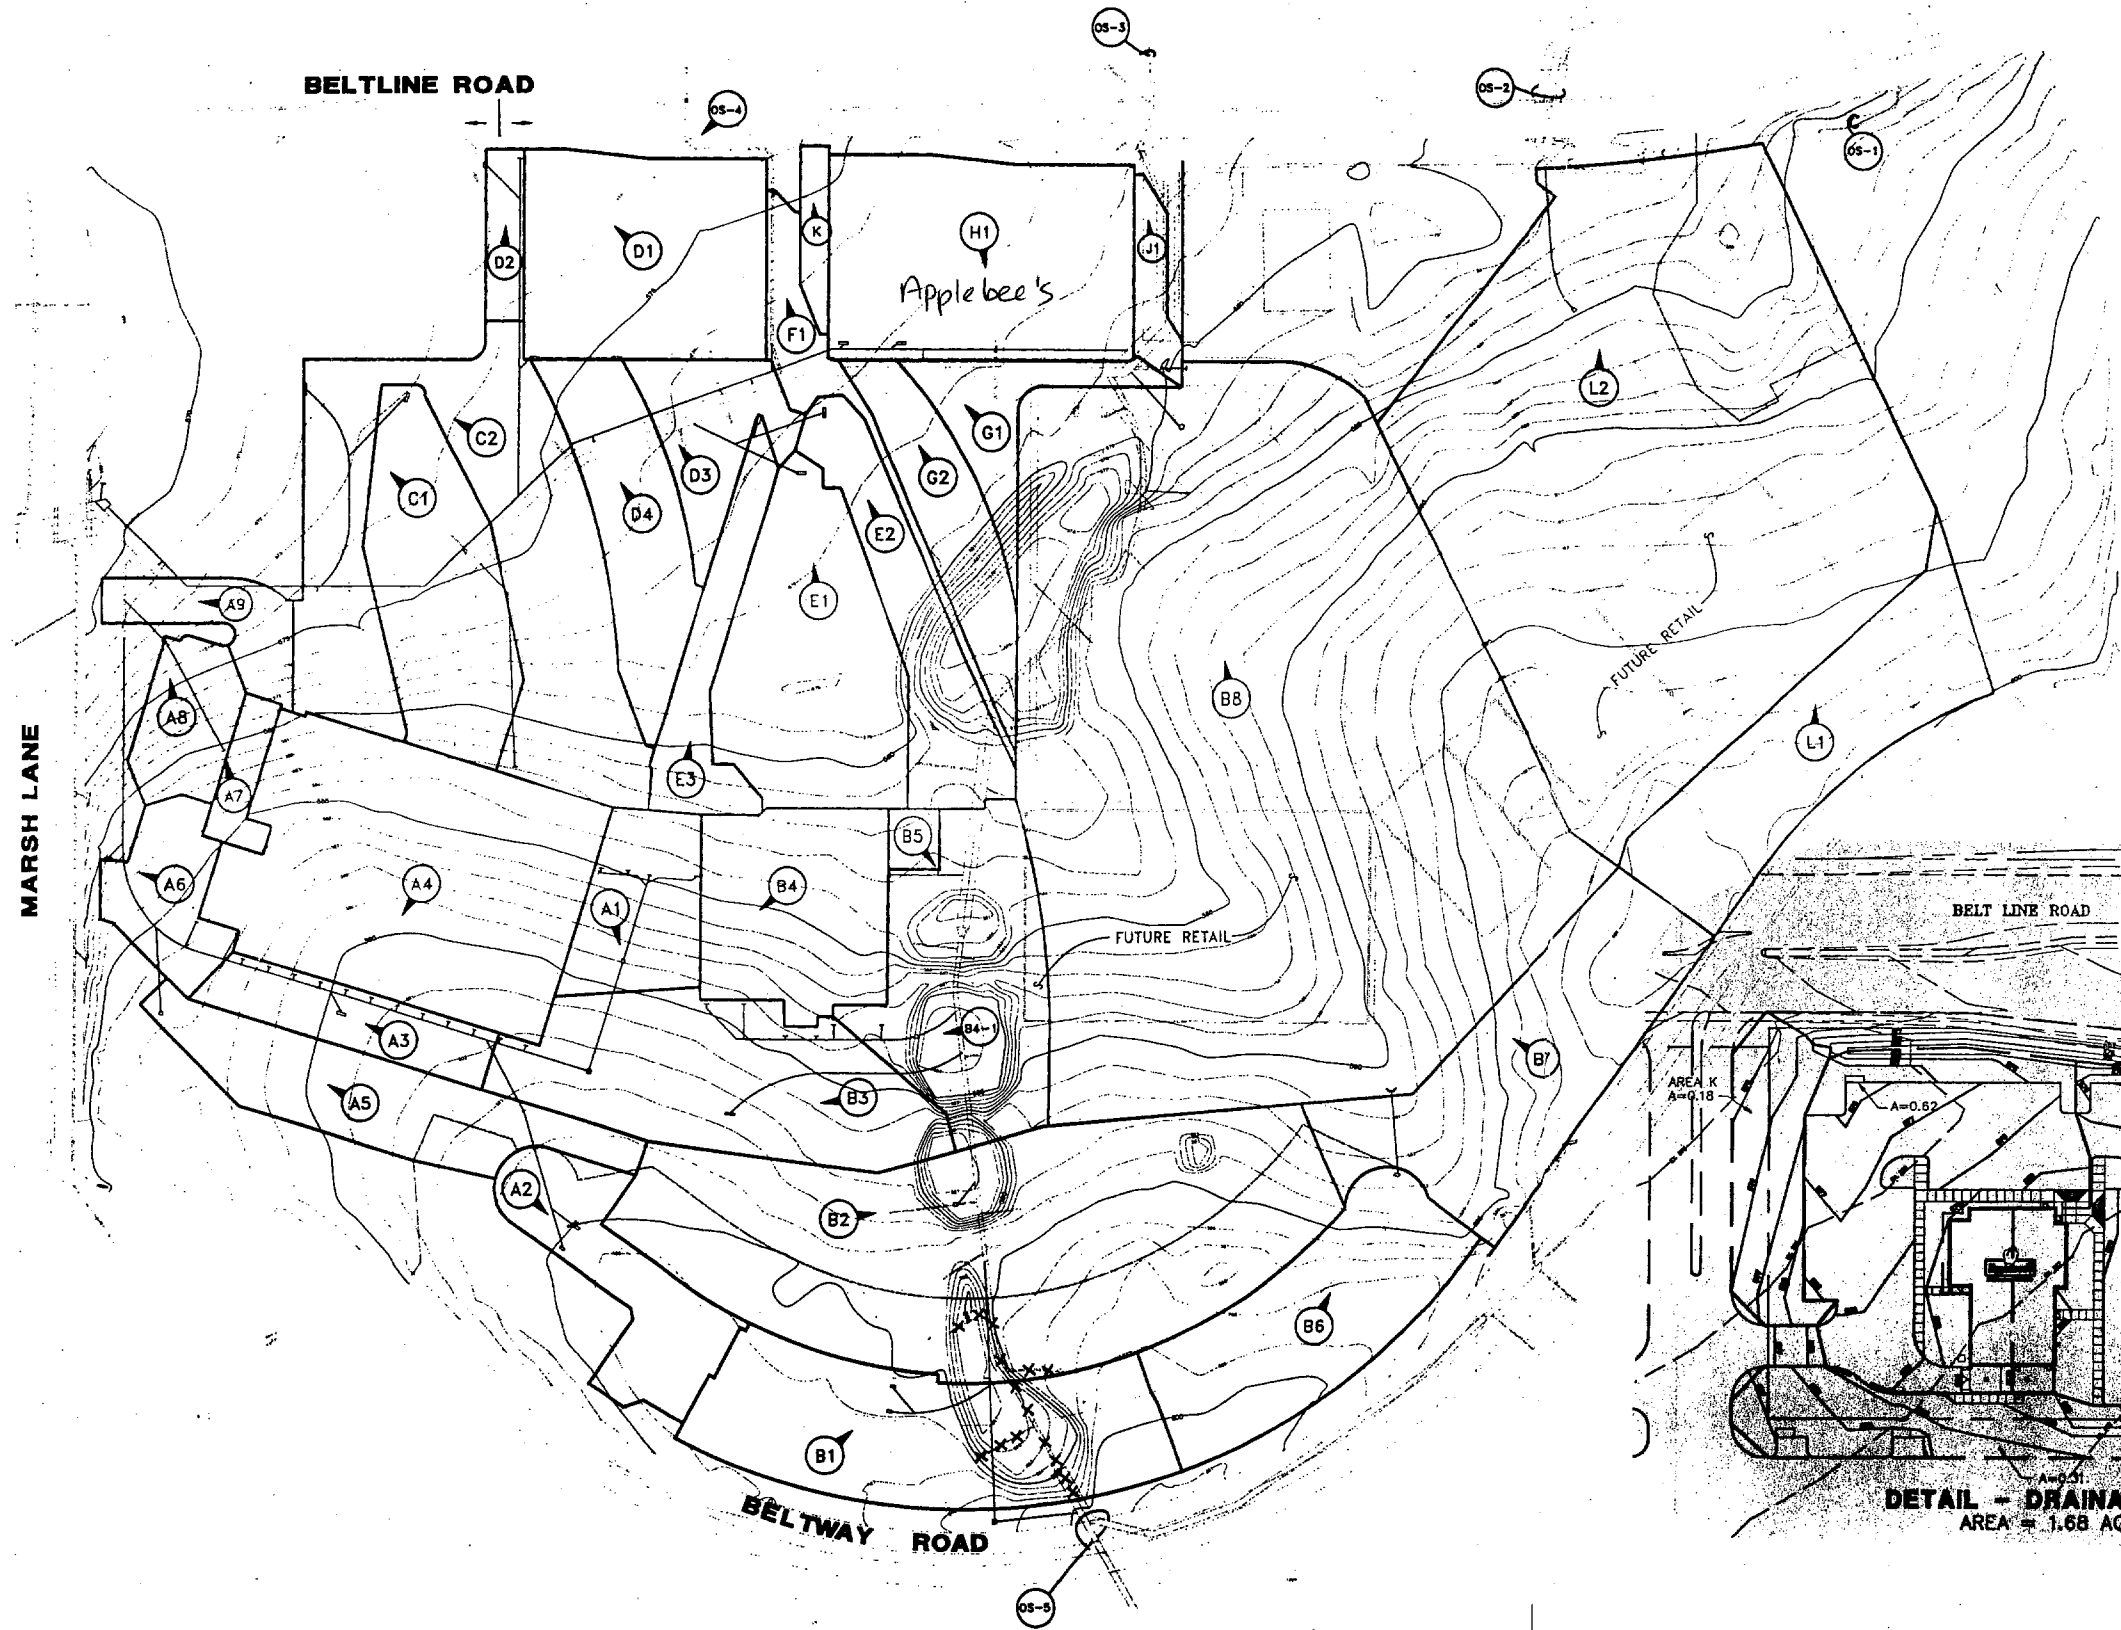 OS-3
BELTLINE ROAD
OS-2
OS-4
OS-1
K
H1
J1
D2
D1
Applebee's
F1
L2
C2
G1
D3
G2
C1
D4
E2
A9
E1
FUTURE RETAIL
B8
A8
L1
MARSH LANE
E3
A7
B5
A6
A4
B4
A1
BELT LINE ROAD
FUTURE RETAIL
B4-1
A3
B7
AREA K
A=0.18
A5
B3
A=0.62
A2
B2
B6
B1
A=0.31
DETAIL - DRAINA
AREA = 1.68 AC
BELTWAY ROAD
OS-5